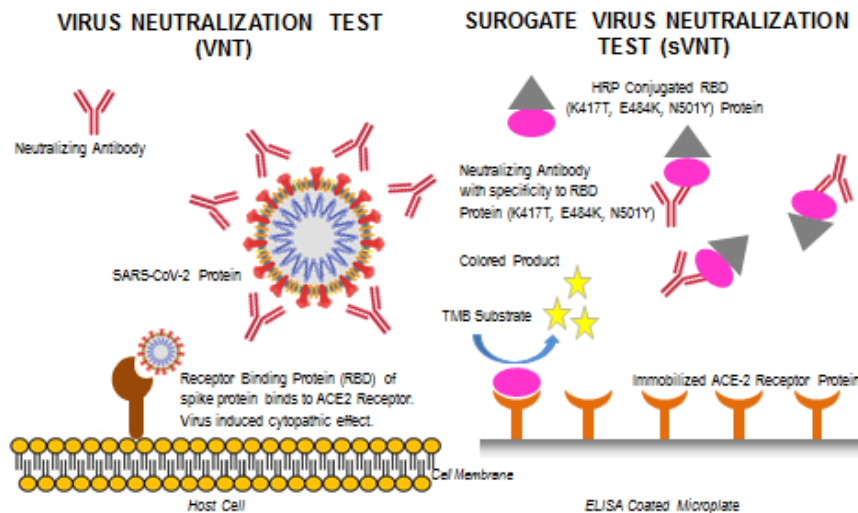 VIRUS NEUTRALIZATION TEST
(VNT)
Neutralizing Antibody
SARS-CoV-2 Protein
Receptor Binding Protein (RBD) of
spike protein binds to ACE2 Receptor.
Virus induced cytopathic effect.
Cell Membrane
Host Cell
SUROGATE VIRUS NEUTRALIZATION
TEST (sVNT)
HRP Conjugated RBD
(K417T, E484K, N501Y) Protein
Neutralizing Antibody
with specificity to RBD
Protein (K417T, E484K, N501Y)
Colored Product
TMB Substrate
Immobilized ACE-2 Receptor Protein
ELISA Coated Microplate